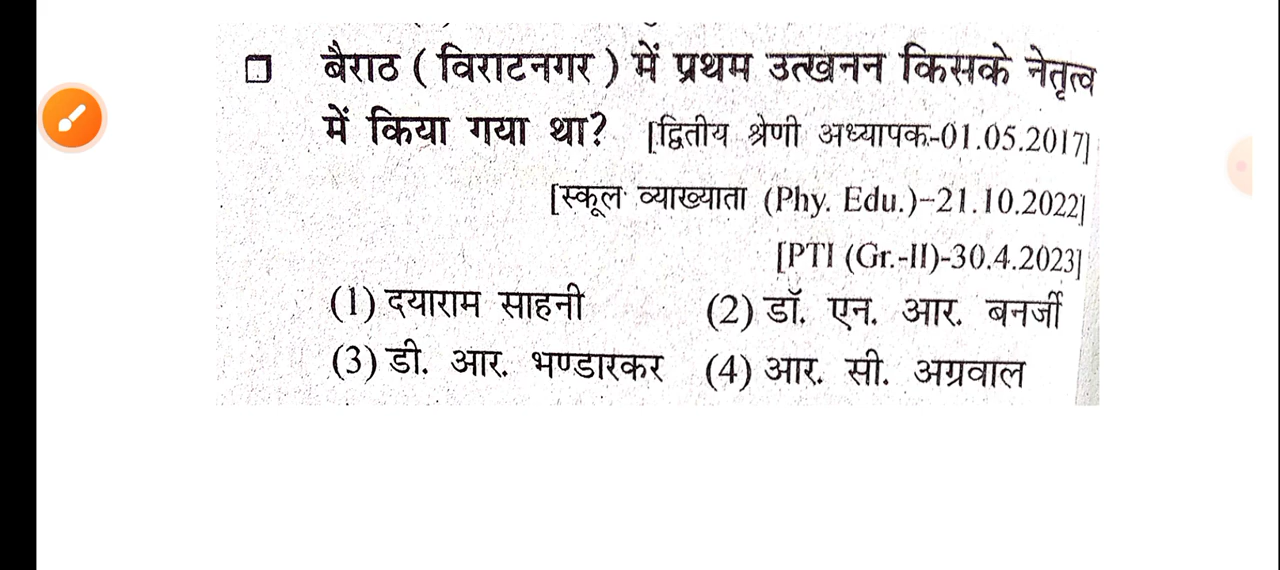 बैराठ ( विराटनगर ) में प्रथम उत्खनन किसके नेतृत्व
में किया गया था? [द्वितीय श्रेणी अध्यापक-01.05.2017]
[स्कूल व्याख्याता (Phy. Edu.)-21.10.2022]
[PTI (Gr.-II)-30.4.2023]
(1) दयाराम साहनी (2) डॉ. एन. आर. बनर्जी
(3) डी. आर. भण्डारकर (4) आर. सी. अग्रवाल